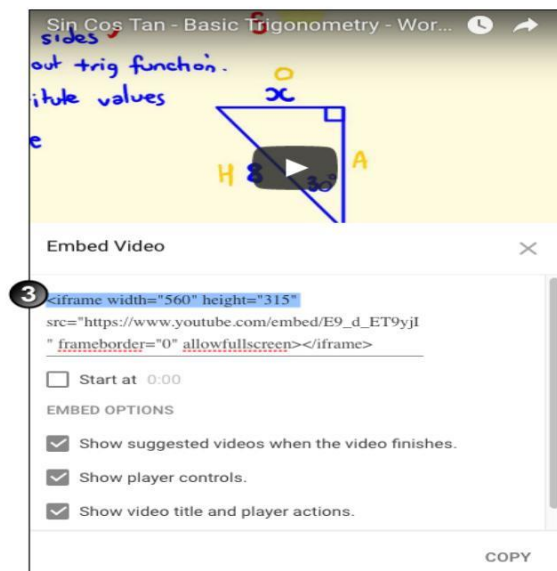 Sin Cos Tan - Basic Trigonometry - Wor...
sides
out trig function.
itute values
e
O
x
H 8
30°
A
Embed Video
3
<iframe width="560" height="315"
src="https://www.youtube.com/embed/E9_d_ET9yjI
" frameborder="0" allowfullscreen></iframe>
Start at 0:00
EMBED OPTIONS
Show suggested videos when the video finishes.
Show player controls.
Show video title and player actions.
COPY